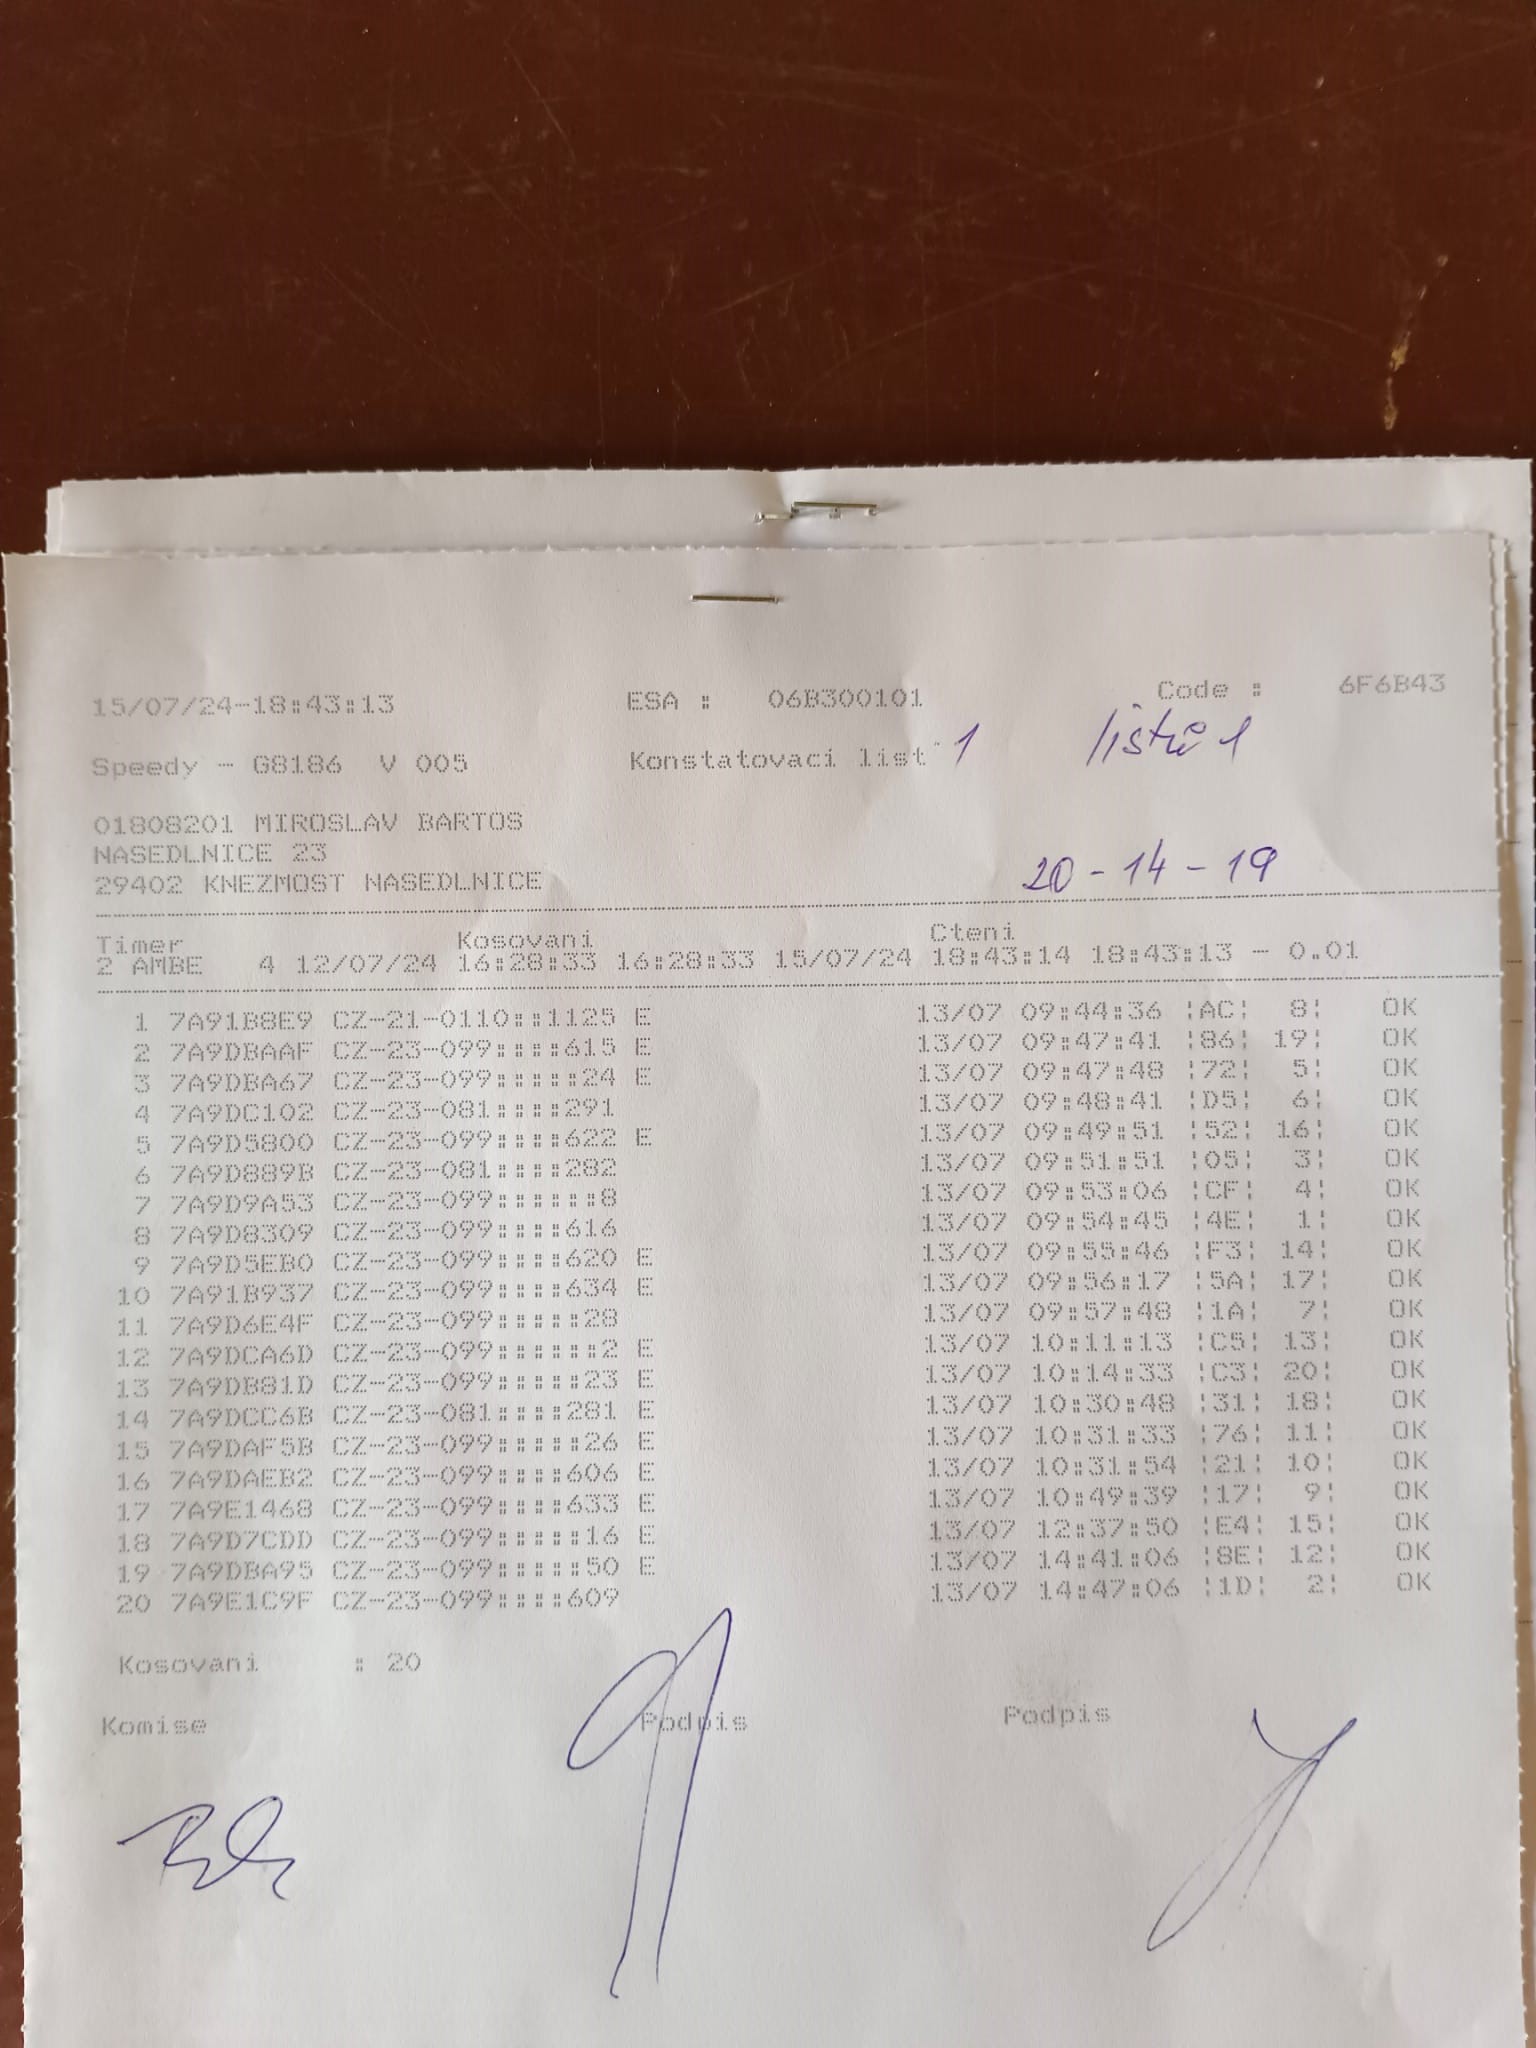 15/07/24-18:43:13 ESA : 06B300101 Code : 6F6B43
Speedy - G8186 V 005 Konstatovaci list 1 listů 1
01808201 MIROSLAV BARTOS
NASEDLNICE 23
29402 KNEZMOST NASEDLNICE 20-14-19
Timer Kosovani Cteni
2 AMBE 4 12/07/24 16:28:33 16:28:33 15/07/24 18:43:14 18:43:13 - 0.01
1 7A91B8E9 CZ-21-0110::1125 E 13/07 09:44:36 ¦AC¦ 8¦ OK
2 7A9DBAAF CZ-23-099::::615 E 13/07 09:47:41 ¦86¦ 19¦ OK
3 7A9DBA67 CZ-23-099:::::24 E 13/07 09:47:48 ¦72¦ 5¦ OK
4 7A9DC102 CZ-23-081::::291 13/07 09:48:41 ¦D5¦ 6¦ OK
5 7A9D5800 CZ-23-099::::622 E 13/07 09:49:51 ¦52¦ 16¦ OK
6 7A9D889B CZ-23-081::::282 13/07 09:51:51 ¦05¦ 3¦ OK
7 7A9D9A53 CZ-23-099::::::8 13/07 09:53:06 ¦CF¦ 4¦ OK
8 7A9D8309 CZ-23-099::::616 13/07 09:54:45 ¦4E¦ 1¦ OK
9 7A9D5EB0 CZ-23-099::::620 E 13/07 09:55:46 ¦F3¦ 14¦ OK
10 7A91B937 CZ-23-099::::634 E 13/07 09:56:17 ¦5A¦ 17¦ OK
11 7A9D6E4F CZ-23-099:::::28 13/07 09:57:48 ¦1A¦ 7¦ OK
12 7A9DCA6D CZ-23-099::::::2 E 13/07 10:11:13 ¦C5¦ 13¦ OK
13 7A9DB81D CZ-23-099:::::23 E 13/07 10:14:33 ¦C3¦ 20¦ OK
14 7A9DCC6B CZ-23-081::::281 E 13/07 10:30:48 ¦31¦ 18¦ OK
15 7A9DAF5B CZ-23-099:::::26 E 13/07 10:31:33 ¦76¦ 11¦ OK
16 7A9DAEB2 CZ-23-099::::606 E 13/07 10:31:54 ¦21¦ 10¦ OK
17 7A9E1468 CZ-23-099::::633 E 13/07 10:49:39 ¦17¦ 9¦ OK
18 7A9D7CDD CZ-23-099:::::16 E 13/07 12:37:50 ¦E4¦ 15¦ OK
19 7A9DBA95 CZ-23-099:::::50 E 13/07 14:41:06 ¦8E¦ 12¦ OK
20 7A9E1C9F CZ-23-099::::609 13/07 14:47:06 ¦1D¦ 2¦ OK
Kosovani : 20
Komise Podpis Podpis